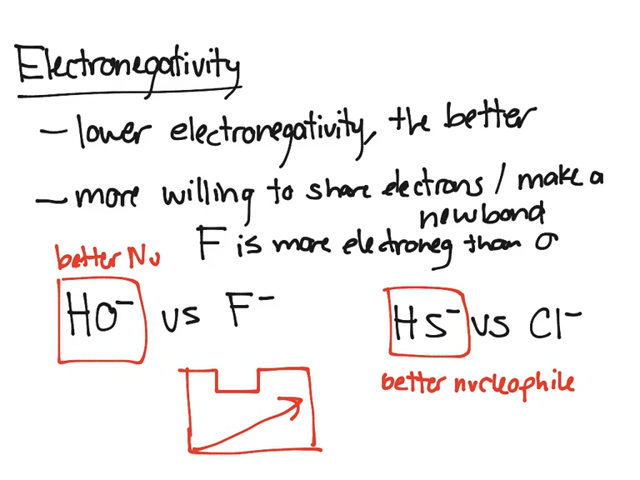 Electronegativity
- lower electronegativity, the better
- more willing to share electrons / make a
new bond
F is more electroneg than O
better Nu
HO⁻ vs F⁻
HS⁻ vs Cl⁻
better nucleophile